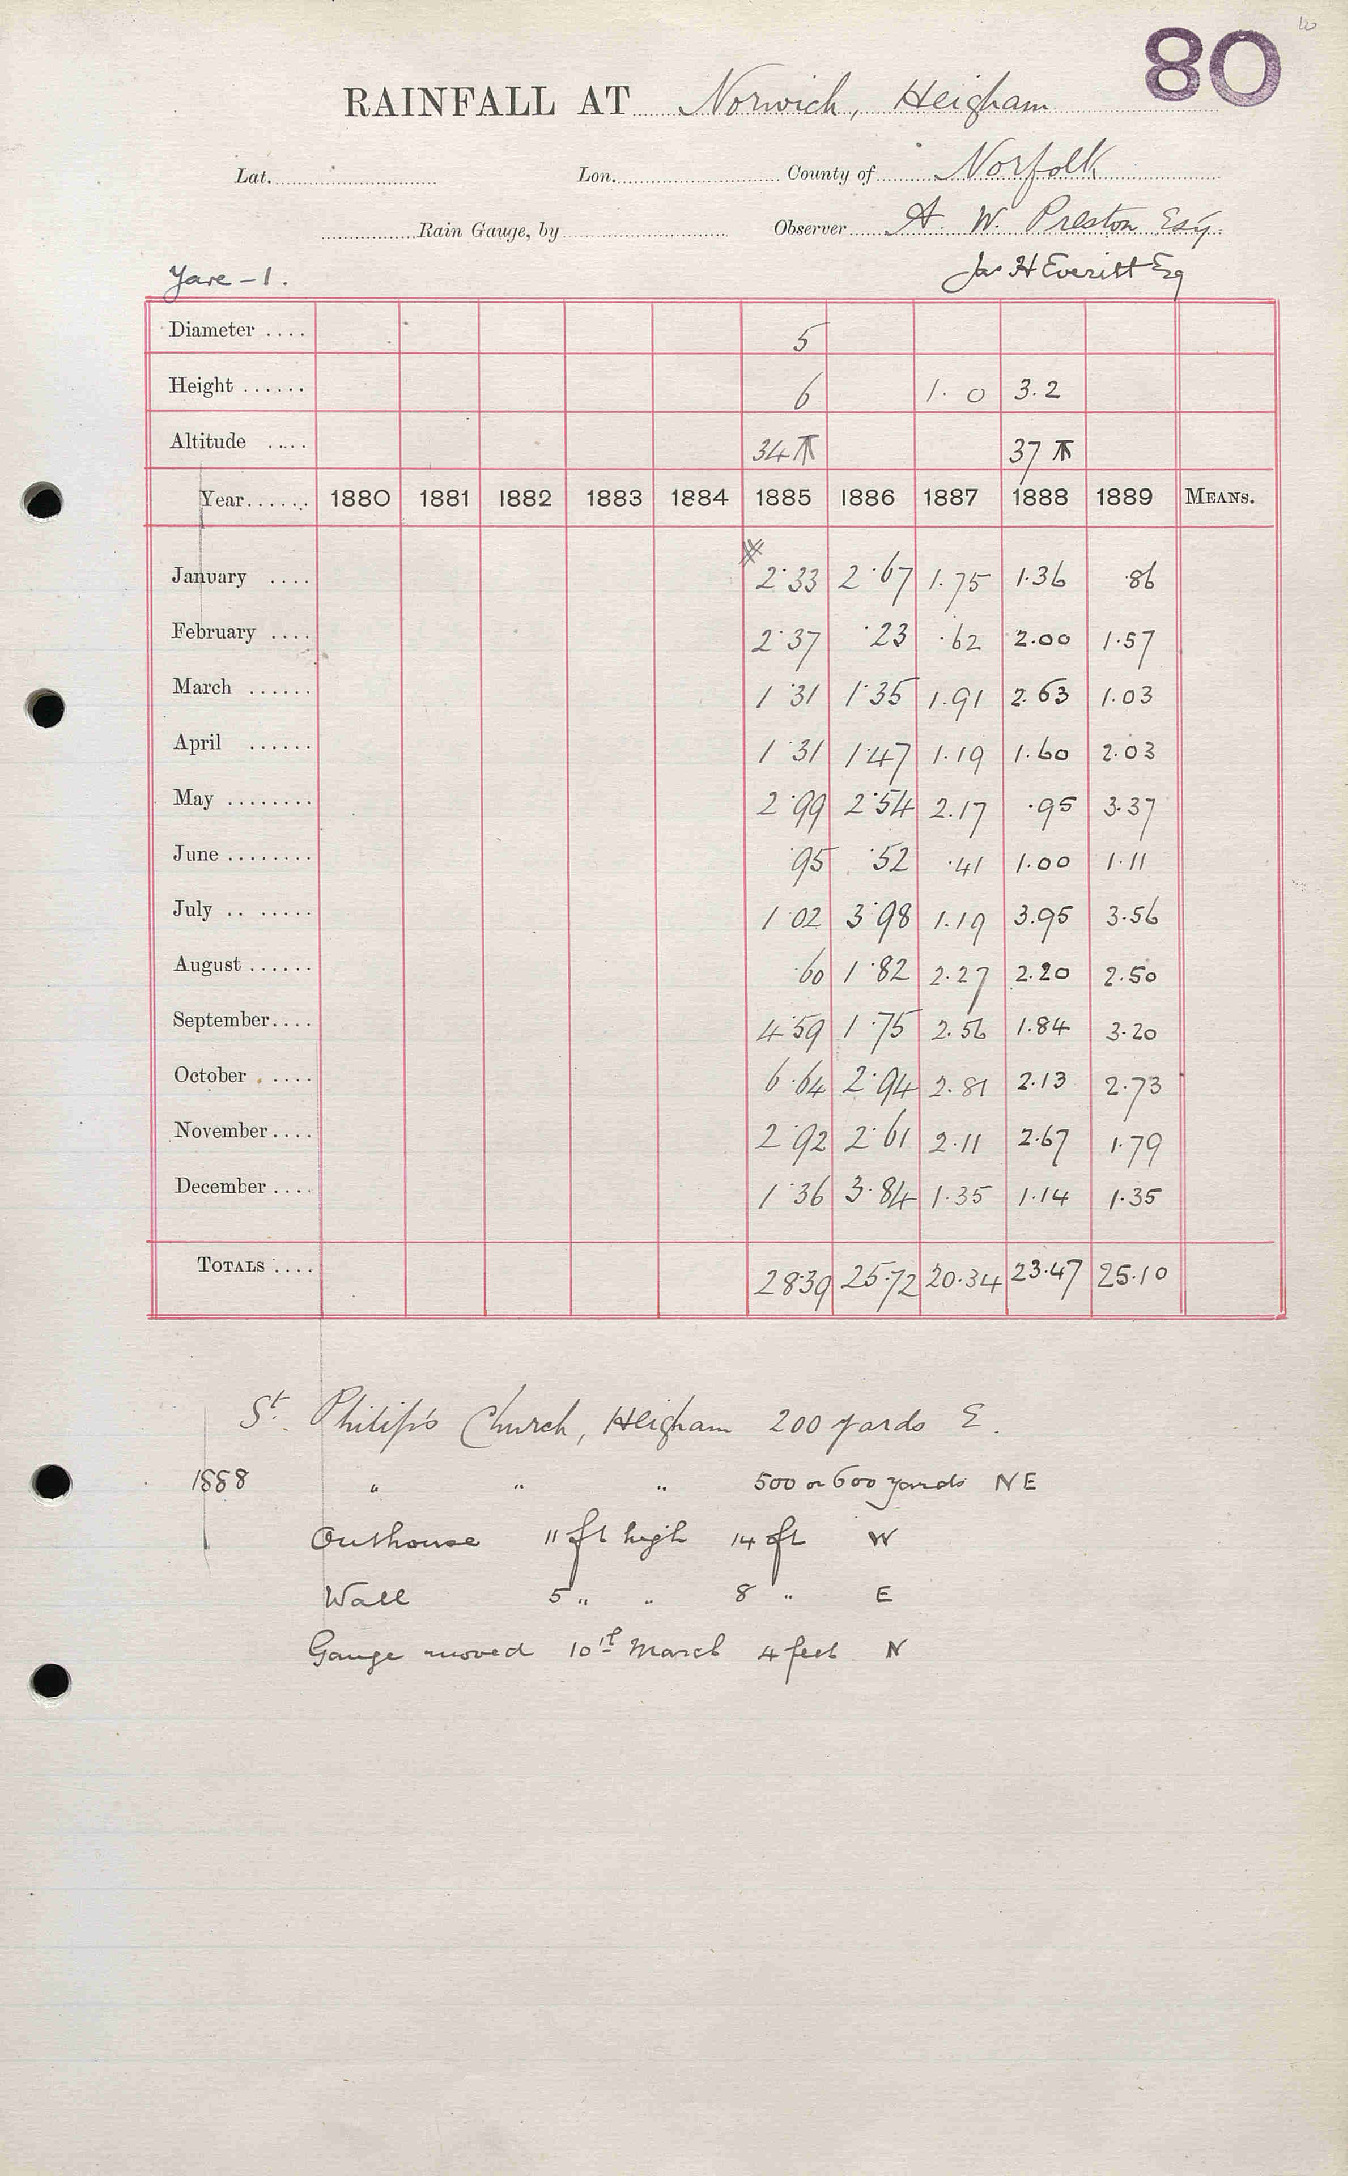 80
RAINFALL AT Norwich, Heigham
Lat. Lon. County of Norfolk
Rain Gauge, by Observer A. W. Preston Esq.
Yare - 1. Jas H Everitt Esq
Diameter .... 5
Height ...... 6 1. 0 3.2
Altitude .... 34 37
Year...... 1880 1881 1882 1883 1884 1885 1886 1887 1888 1889 MEANS.
January .... 2.33 2.67 1.75 1.36 .86
February .... 2.37 .23 .62 2.00 1.57
March ...... 1.31 1.35 1.91 2.63 1.03
April ...... 1.31 1.47 1.19 1.60 2.03
May ........ 2.99 2.54 2.17 .95 3.37
June ........ .95 .52 .41 1.00 1.11
July .. ..... 1.02 3.98 1.19 3.95 3.56
August ...... .60 1.82 2.27 2.20 2.50
September.... 4.59 1.75 2.56 1.84 3.20
October .... 6.64 2.94 2.81 2.13 2.73
November .... 2.92 2.61 2.11 2.67 1.79
December .... 1.36 3.84 1.35 1.14 1.35
TOTALS .... 28.39 25.72 20.34 23.47 25.10
St. Philip's Church, Heigham 200 yards E.
1888 " " " 500 or 600 yards NE
Outhouse 11 ft high 14 ft W
Wall 5 " " 8 " E
Gauge moved 10th March 4 feet N